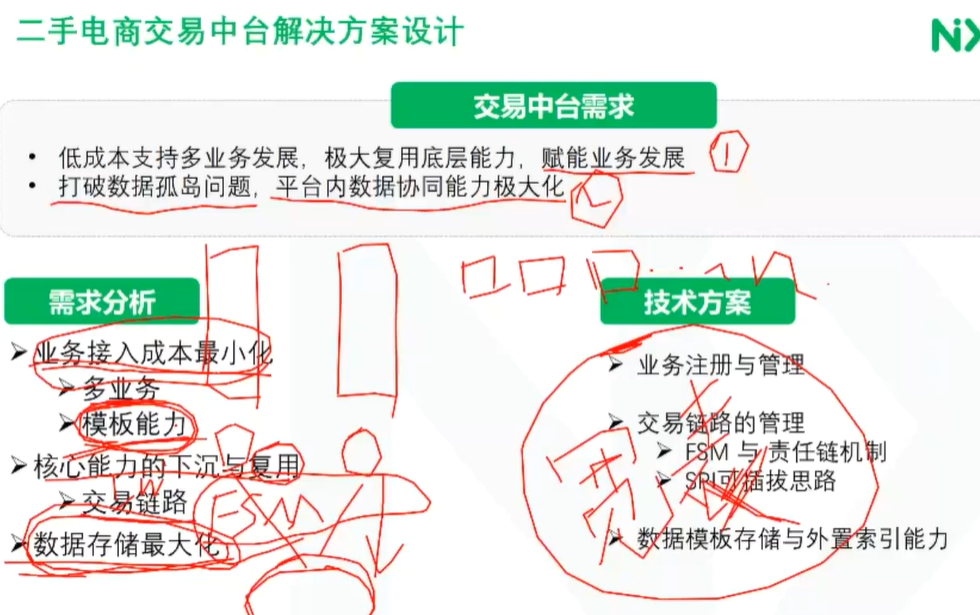 二手电商交易中台解决方案设计
交易中台需求
• 低成本支持多业务发展，极大复用底层能力，赋能业务发展
• 打破数据孤岛问题，平台内数据协同能力极大化
需求分析
➢ 业务接入成本最小化
➢ 多业务
➢ 模板能力
➢ 核心能力的下沉与复用
➢ 交易链路
FSM
➢ 数据存储最大化
技术方案
➢ 业务注册与管理
➢ 交易链路的管理
➢ FSM 与 责任链机制
➢ SPI可插拔思路
➢ 数据模板存储与外置索引能力